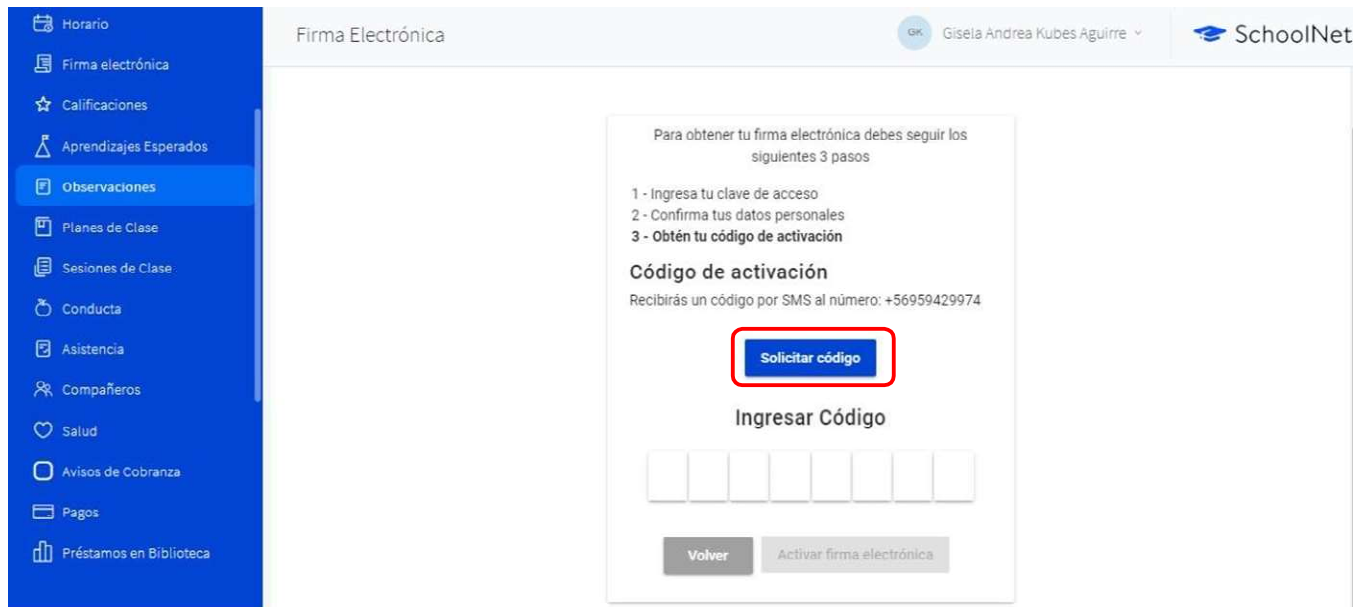 Horario
Firma electrónica
Calificaciones
Aprendizajes Esperados
Observaciones
Planes de Clase
Sesiones de Clase
Conducta
Asistencia
Compañeros
Salud
Avisos de Cobranza
Pagos
Préstamos en Biblioteca
Firma Electrónica
GK
Gisela Andrea Kubes Aguirre
SchoolNet
Para obtener tu firma electrónica debes seguir los
siguientes 3 pasos
1 - Ingresa tu clave de acceso
2 - Confirma tus datos personales
3 - Obtén tu código de activación
Código de activación
Recibirás un código por SMS al número: +56959429974
Solicitar código
Ingresar Código
Volver
Activar firma electrónica